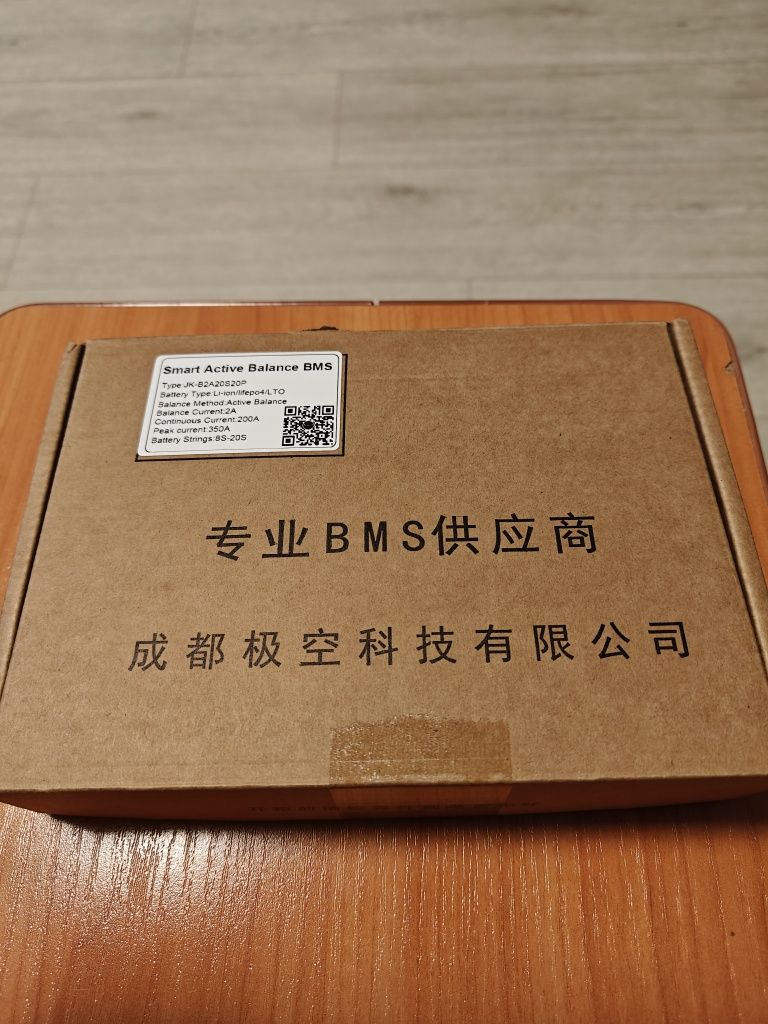 Smart Active Balance BMS
Type:JK-B2A20S20P
Battery Type:Li-ion/lifepo4/LTO
Balance Method:Active Balance
Balance Current:2A
Continuous Current:200A
Peak current:350A
Battery Strings:8S-20S
专业BMS供应商
成都极空科技有限公司